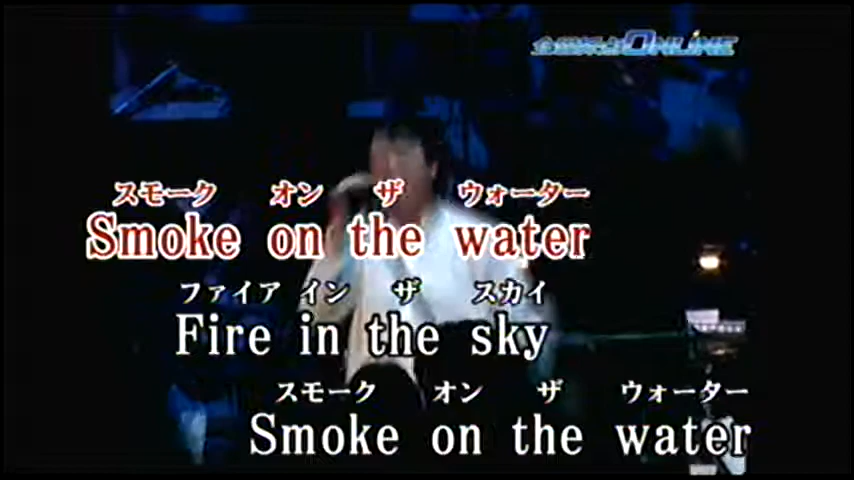 ONLINE
スモーク オン ザ ウォーター
Smoke on the water
ファイア イン ザ スカイ
Fire in the sky
スモーク オン ザ ウォーター
Smoke on the water